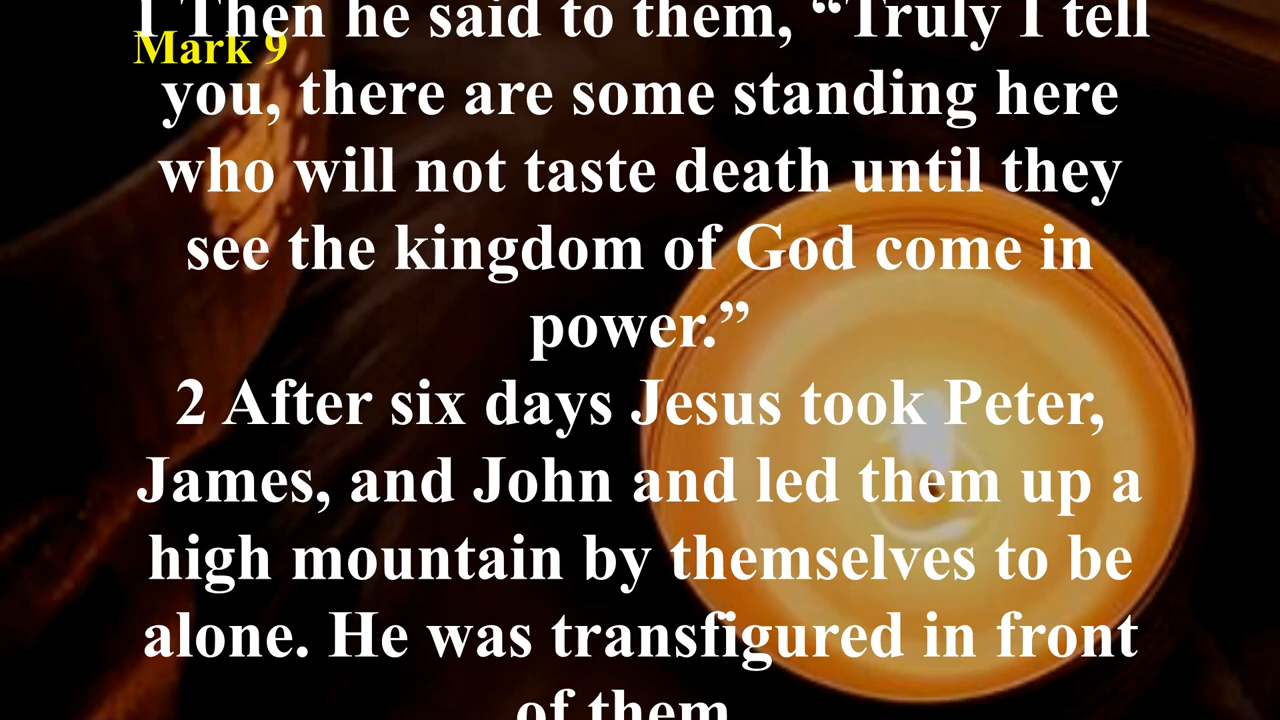 1 Then he said to them, “Truly I tell
Mark 9
you, there are some standing here
who will not taste death until they
see the kingdom of God come in
power.”
2 After six days Jesus took Peter,
James, and John and led them up a
high mountain by themselves to be
alone. He was transfigured in front
of them